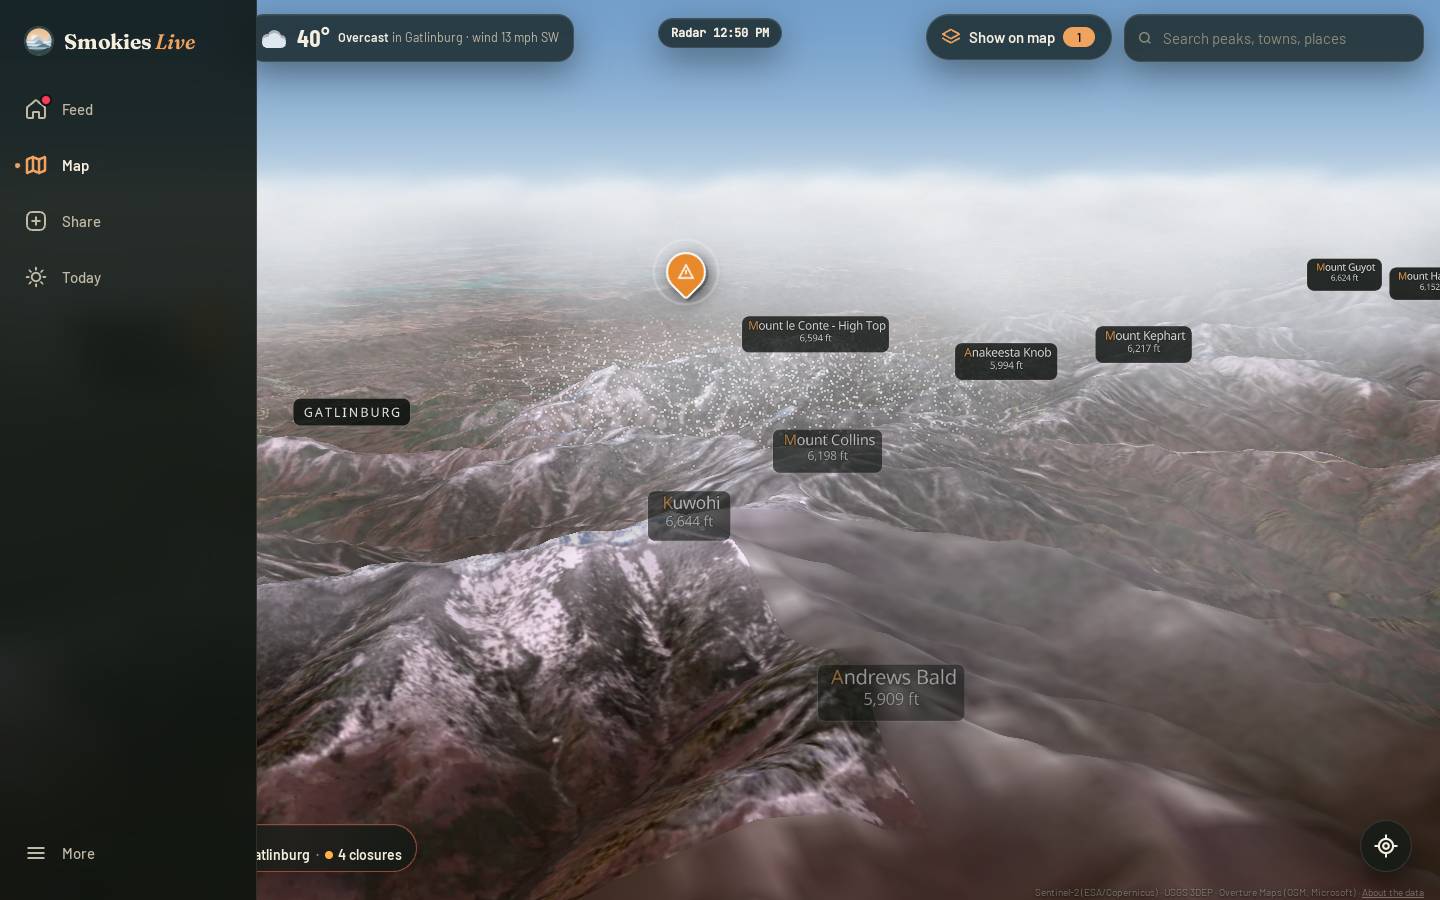 Smokies Live
40° Overcast in Gatlinburg · wind 13 mph SW
Radar 12:50 PM
Show on map 1
Search peaks, towns, places
Feed
Map
Share
Today
Mount Guyot
6,624 ft
Mount Ha
6,152
Mount le Conte - High Top
6,594 ft
Mount Kephart
6,217 ft
Anakeesta Knob
5,994 ft
GATLINBURG
Mount Collins
6,198 ft
Kuwohi
6,644 ft
Andrews Bald
5,909 ft
More
atlinburg · 4 closures
Sentinel-2 (ESA/Copernicus) · USGS 3DEP · Overture Maps (OSM, Microsoft) · About the data